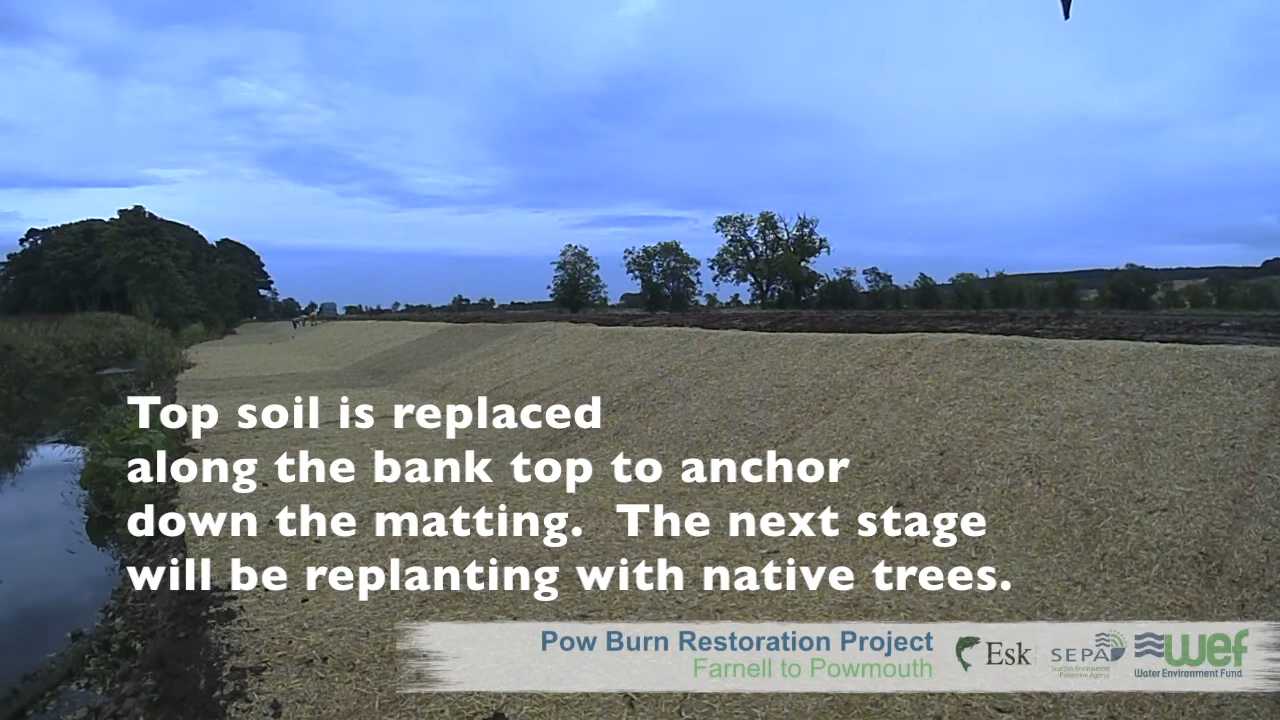 Top soil is replaced
along the bank top to anchor
down the matting.  The next stage
will be replanting with native trees.
Pow Burn Restoration Project
Farnell to Powmouth
Esk
SEPA
Scottish Environment
Protection Agency
wef
Water Environment Fund